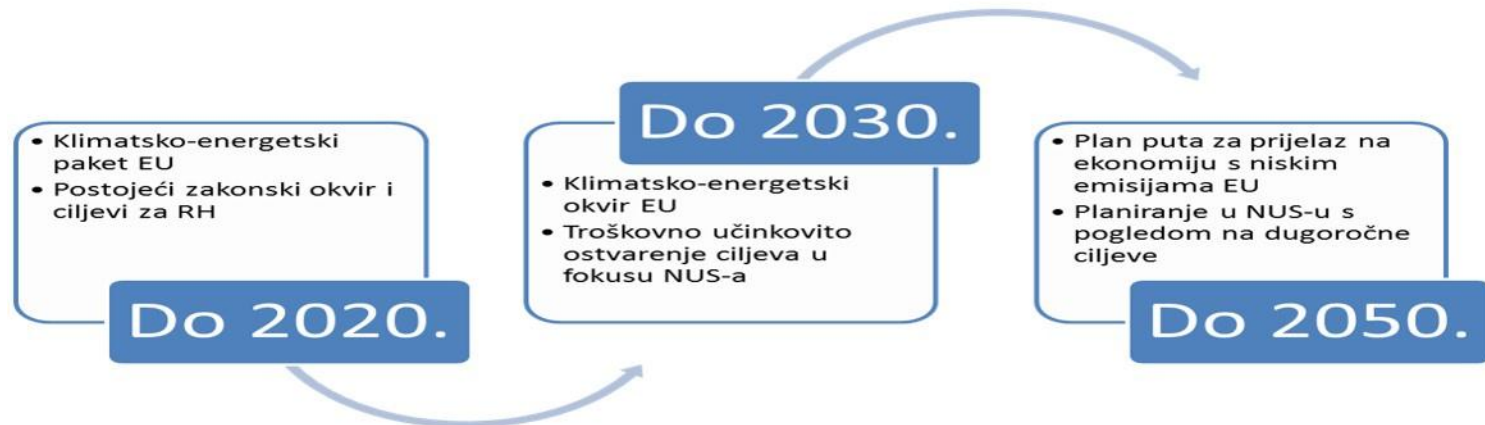 • Klimatsko-energetski
paket EU
• Postojeći zakonski okvir i
ciljevi za RH
Do 2020.
Do 2030.
• Klimatsko-energetski
okvir EU
• Troškovno učinkovito
ostvarenje ciljeva u
fokusu NUS-a
• Plan puta za prijelaz na
ekonomiju s niskim
emisijama EU
• Planiranje u NUS-u s
pogledom na dugoročne
ciljeve
Do 2050.